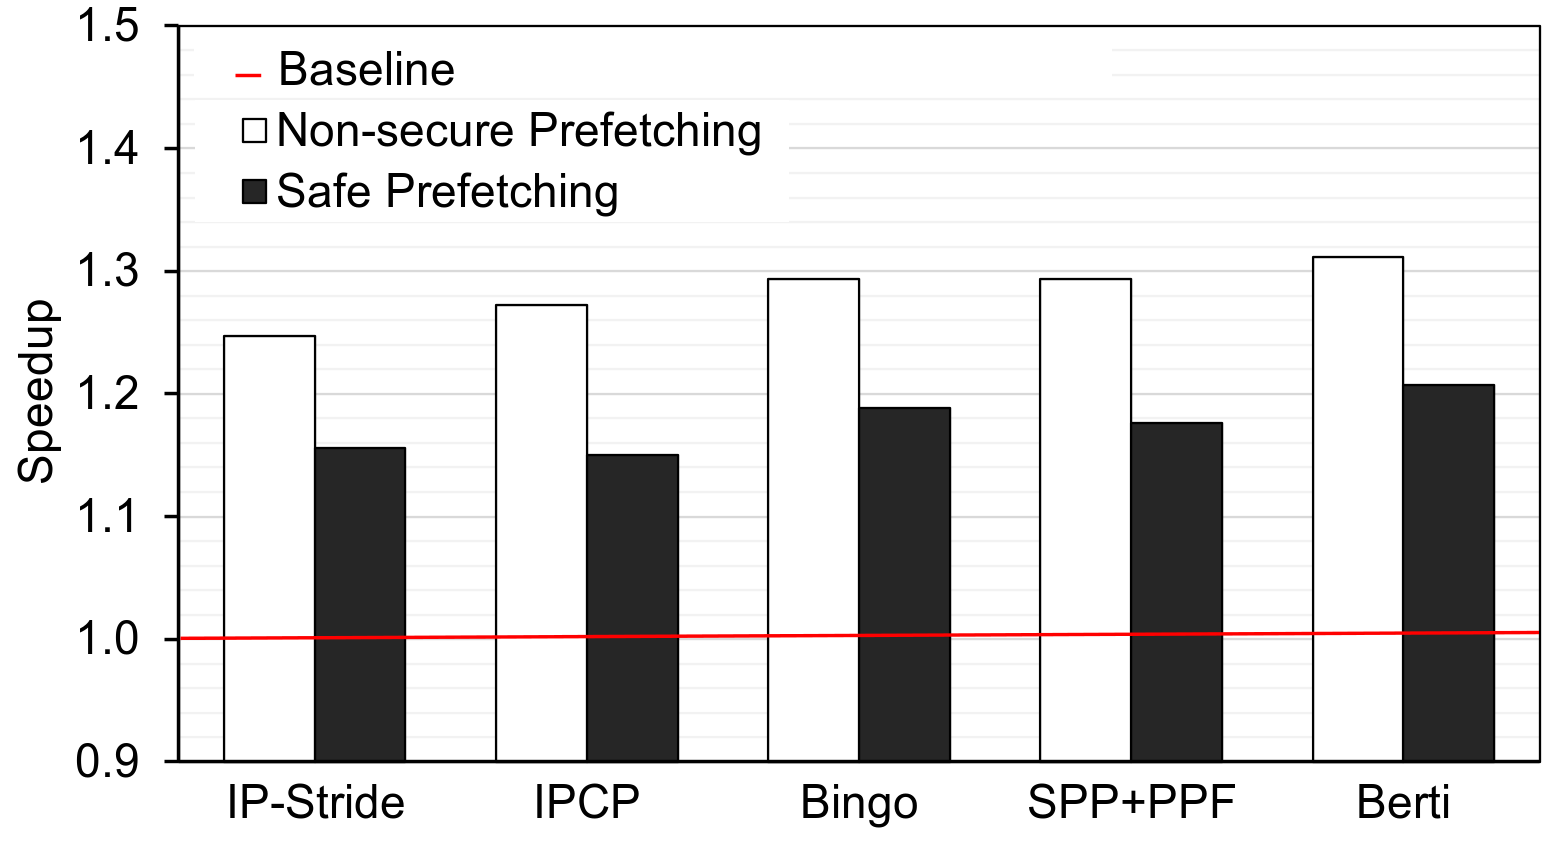 1.5
1.4
1.3
1.2
1.1
1.0
0.9
Speedup
Baseline
Non-secure Prefetching
Safe Prefetching
IP-Stride IPCP Bingo SPP+PPF Berti